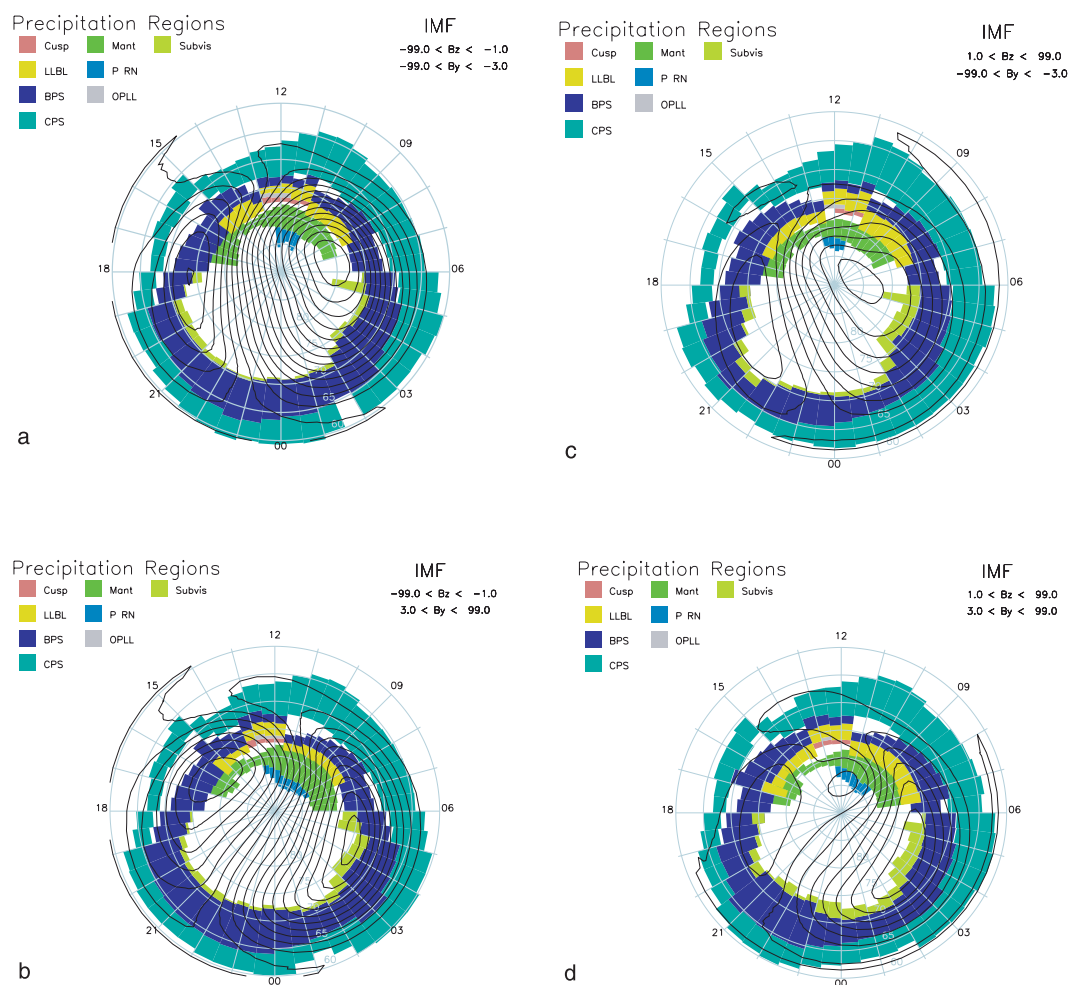 Precipitation Regions
IMF
Cusp Mant Subvis
LLBL P RN
BPS OPLL
CPS
-99.0 < Bz < -1.0
-99.0 < By < -3.0
12
15 09
18 06
21 03
65
60
00
a
Precipitation Regions
IMF
Cusp Mant Subvis
LLBL P RN
BPS OPLL
CPS
1.0 < Bz < 99.0
-99.0 < By < -3.0
12
15 09
18 06
80
75
21 03
65
60
00
c
Precipitation Regions
IMF
Cusp Mant Subvis
LLBL P RN
BPS OPLL
CPS
-99.0 < Bz < -1.0
3.0 < By < 99.0
12
15 09
18 06
70
21 03
65
60
00
b
Precipitation Regions
IMF
Cusp Mant Subvis
LLBL P RN
BPS OPLL
CPS
1.0 < Bz < 99.0
3.0 < By < 99.0
12
15 09
18 06
80
21 03
65
60
00
d